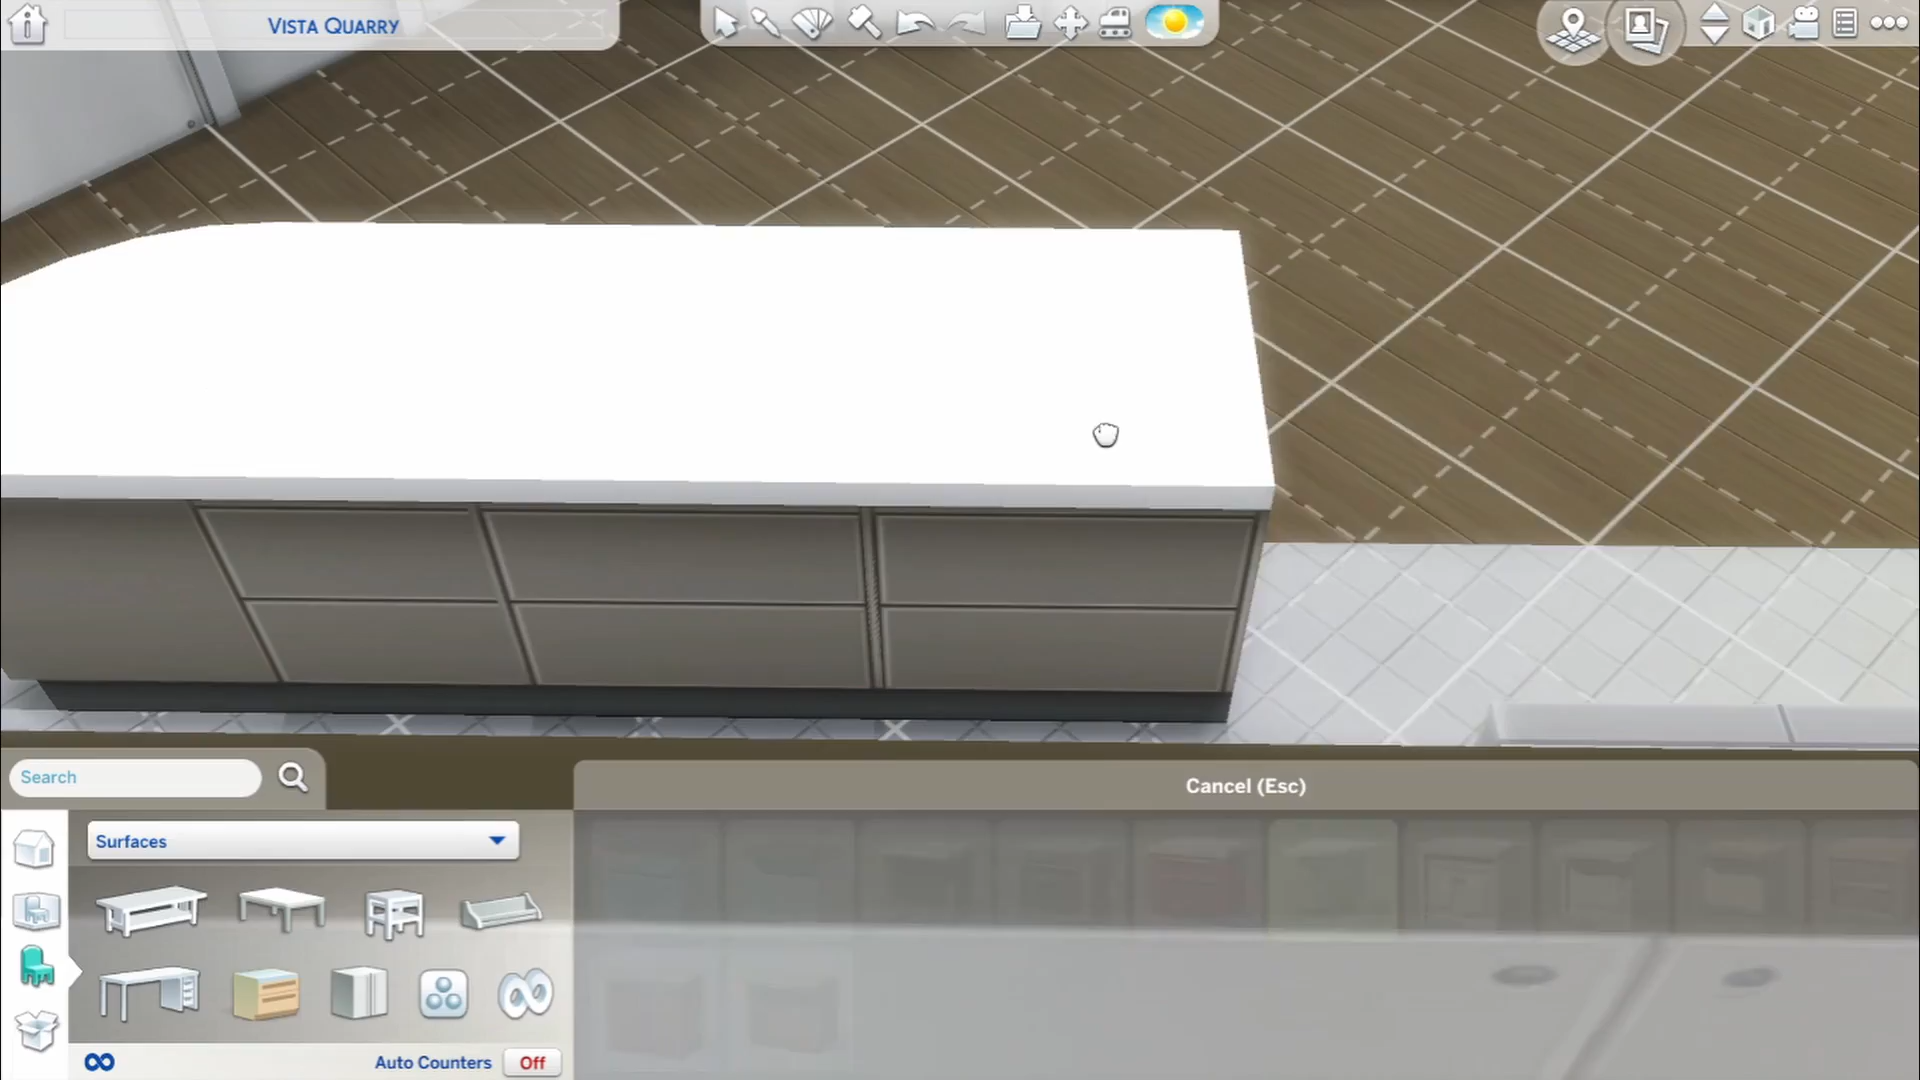 VISTA QUARRY
Search
Cancel (Esc)
Surfaces
Auto Counters Off